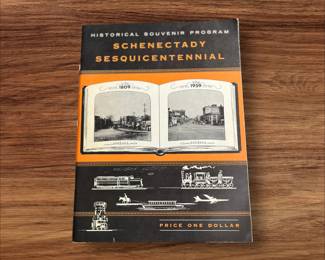 HISTORICAL SOUVENIR PROGRAM
SCHENECTADY
SESQUICENTENNIAL
1809
1959
PRICE ONE DOLLAR